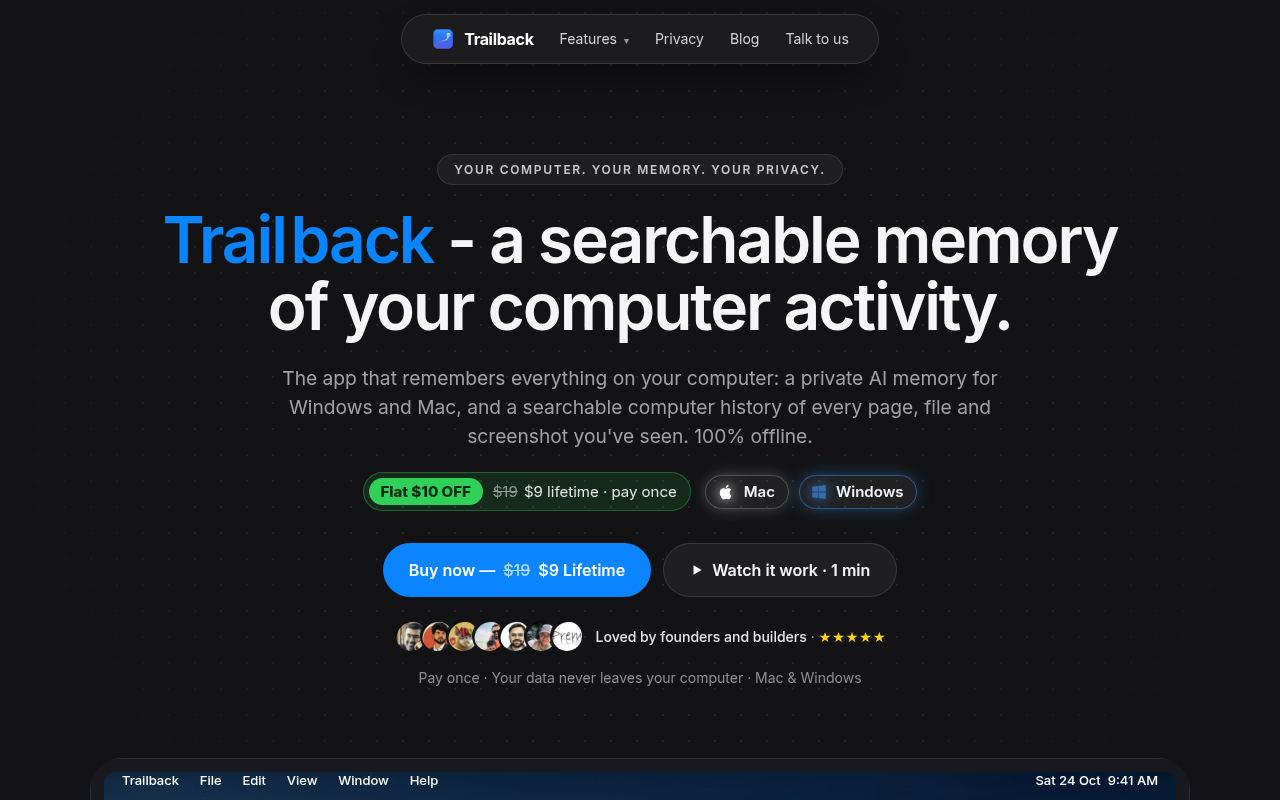 Trailback Features ▾ Privacy Blog Talk to us
YOUR COMPUTER. YOUR MEMORY. YOUR PRIVACY.
Trailback - a searchable memory
of your computer activity.
The app that remembers everything on your computer: a private AI memory for
Windows and Mac, and a searchable computer history of every page, file and
screenshot you've seen. 100% offline.
Flat $10 OFF $19 $9 lifetime · pay once Mac Windows
Buy now — $19 $9 Lifetime ▶ Watch it work · 1 min
Prem
Loved by founders and builders · ★★★★★
Pay once · Your data never leaves your computer · Mac & Windows
Trailback File Edit View Window Help Sat 24 Oct 9:41 AM